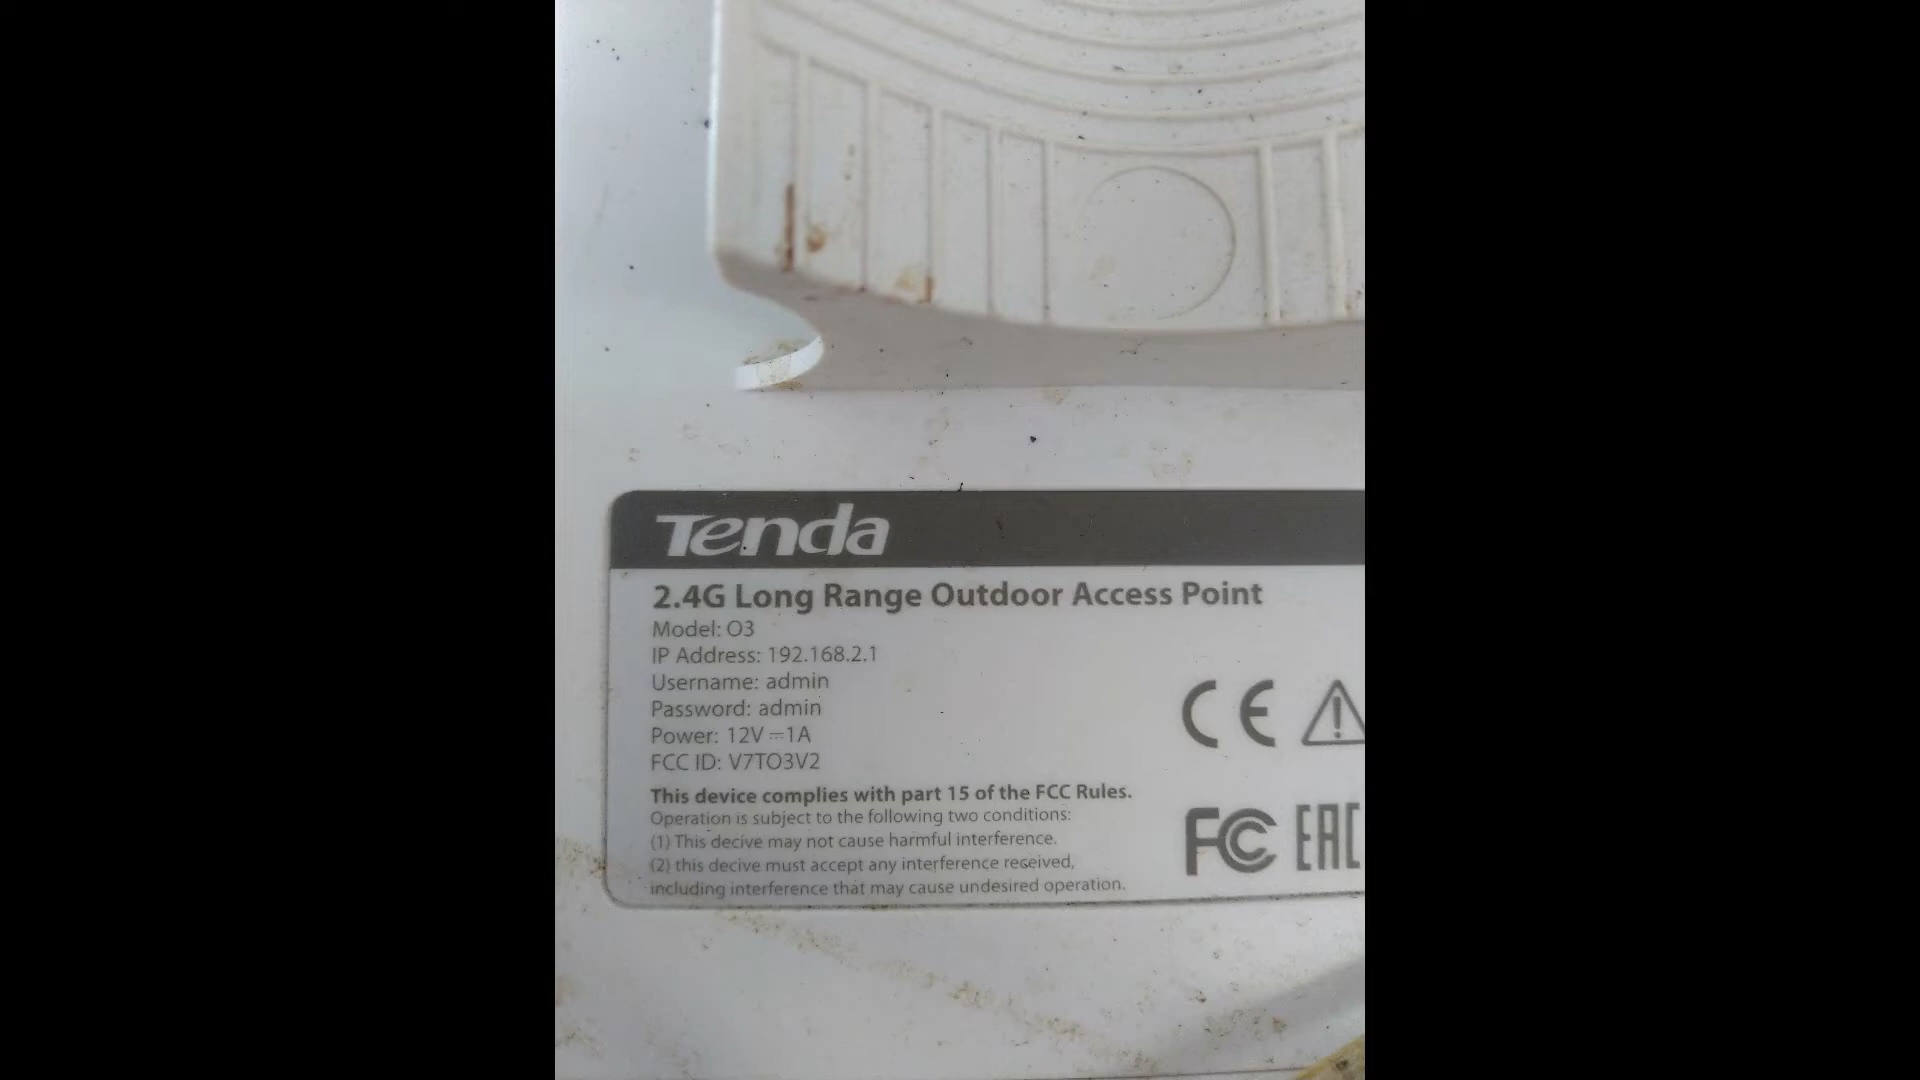 Tenda
2.4G Long Range Outdoor Access Point
Model: O3
IP Address: 192.168.2.1
Username: admin
Password: admin
Power: 12V⎓1A
FCC ID: V7TO3V2
This device complies with part 15 of the FCC Rules.
Operation is subject to the following two conditions:
(1) This decive may not cause harmful interference.
(2) this decive must accept any interference received,
including interference that may cause undesired operation.
CE
FC EAC